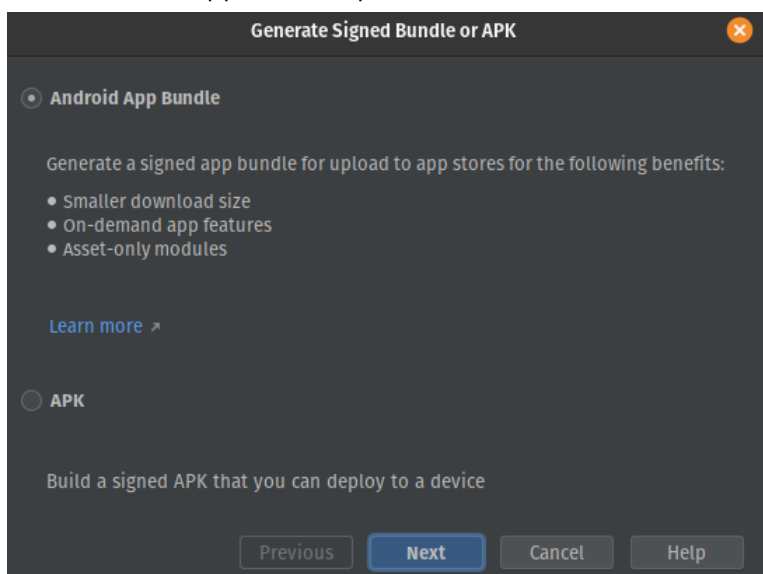 Generate Signed Bundle or APK
Android App Bundle
Generate a signed app bundle for upload to app stores for the following benefits:
• Smaller download size
• On-demand app features
• Asset-only modules
Learn more ↗
APK
Build a signed APK that you can deploy to a device
Previous Next Cancel Help